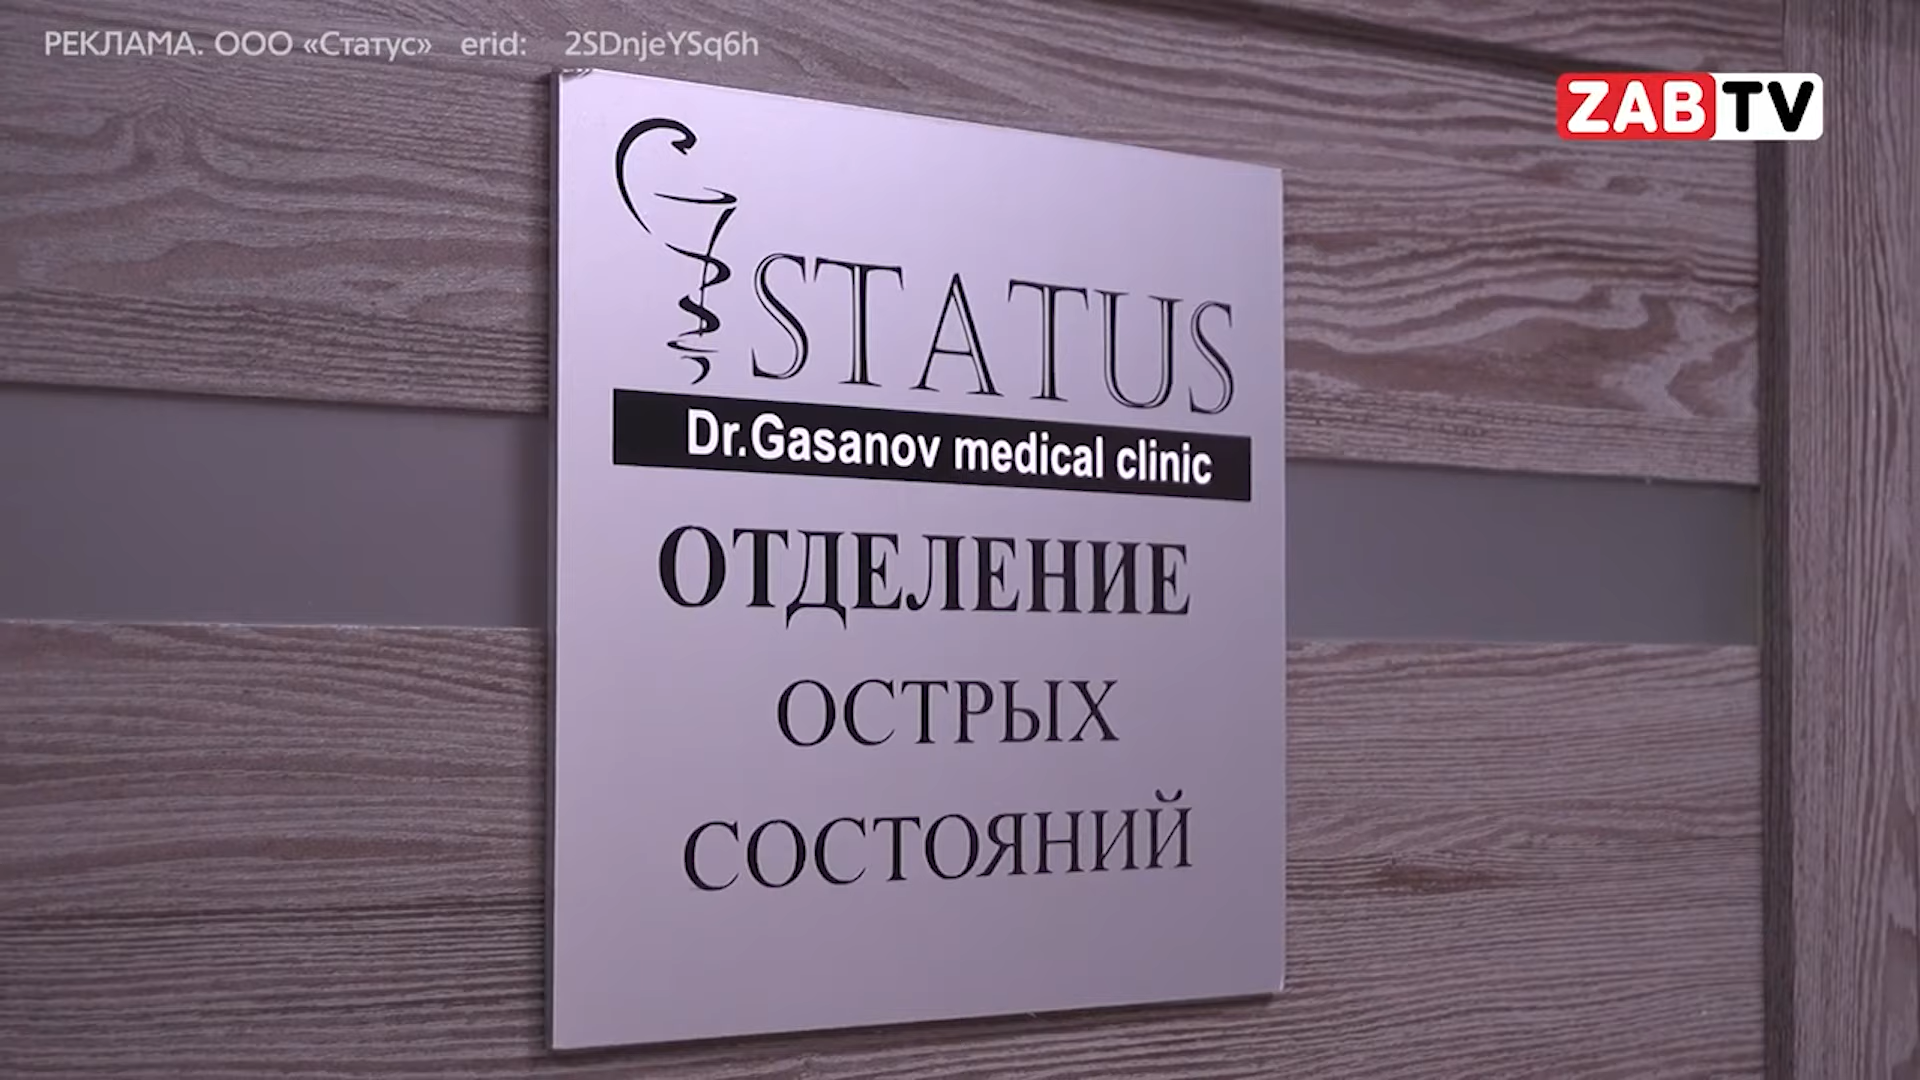 РЕКЛАМА. ООО «Статус» erid: 2SDnjeYSq6h
ZABTV
STATUS
Dr.Gasanov medical clinic
ОТДЕЛЕНИЕ
ОСТРЫХ
СОСТОЯНИЙ